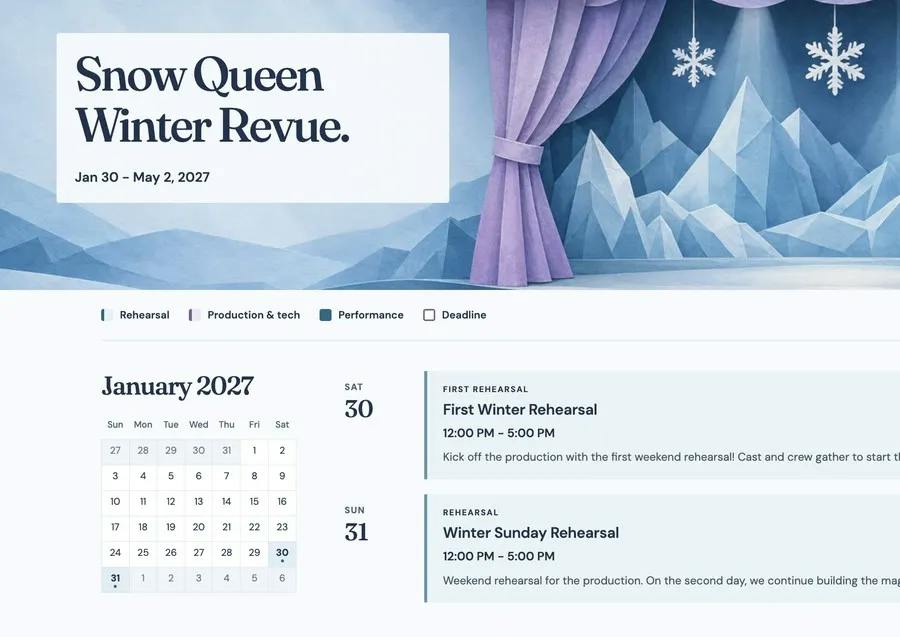 Snow Queen
Winter Revue.
Jan 30 – May 2, 2027
Rehearsal Production & tech Performance Deadline
January 2027
Sun Mon Tue Wed Thu Fri Sat
27 28 29 30 31 1 2
3 4 5 6 7 8 9
10 11 12 13 14 15 16
17 18 19 20 21 22 23
24 25 26 27 28 29 30
31 1 2 3 4 5 6
SAT
30
FIRST REHEARSAL
First Winter Rehearsal
12:00 PM – 5:00 PM
Kick off the production with the first weekend rehearsal! Cast and crew gather to start
SUN
31
REHEARSAL
Winter Sunday Rehearsal
12:00 PM – 5:00 PM
Weekend rehearsal for the production. On the second day, we continue building the